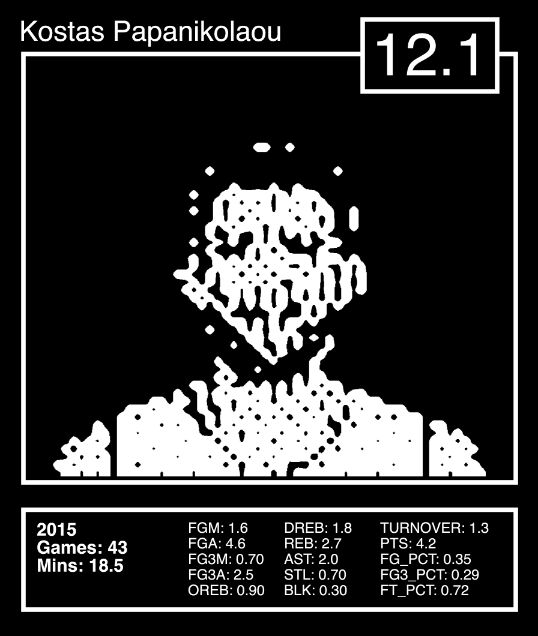 Kostas Papanikolaou
12.1
2015
Games: 43
Mins: 18.5
FGM: 1.6
FGA: 4.6
FG3M: 0.70
FG3A: 2.5
OREB: 0.90
DREB: 1.8
REB: 2.7
AST: 2.0
STL: 0.70
BLK: 0.30
TURNOVER: 1.3
PTS: 4.2
FG_PCT: 0.35
FG3_PCT: 0.29
FT_PCT: 0.72